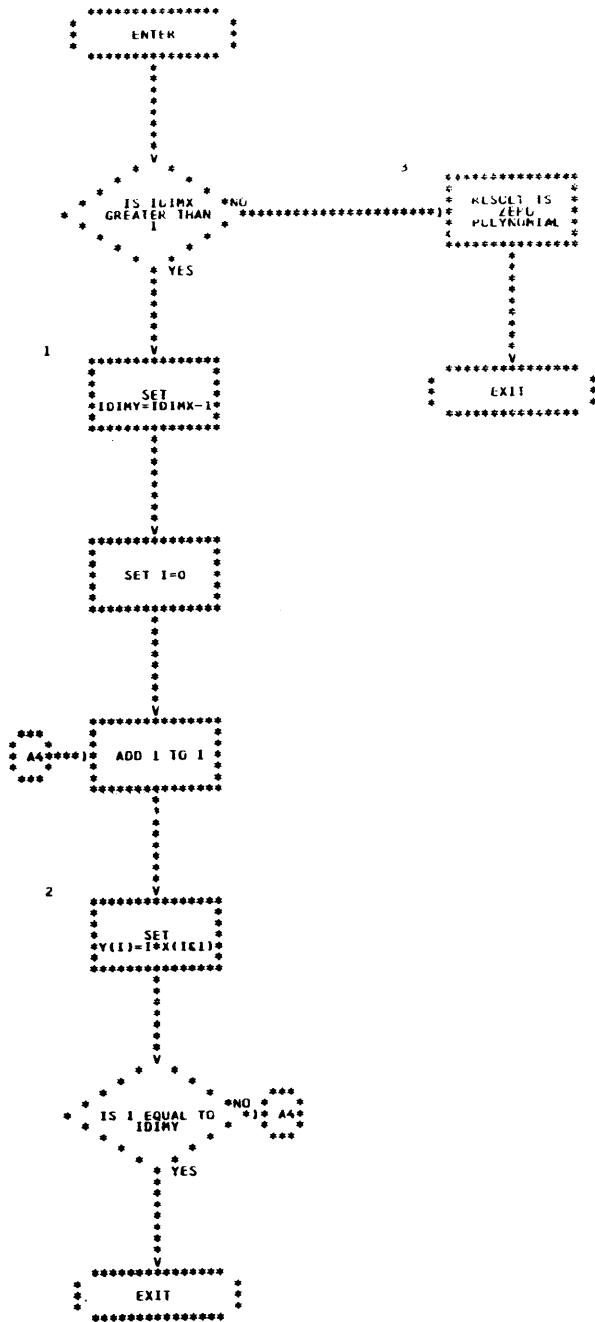 ENTER
3
IS IDIMX
GREATER THAN
1
NO
RESULT IS
ZERO
POLYNOMIAL
YES
1
SET
IDIMY=IDIMX-1
EXIT
SET I=0
A4
ADD 1 TO I
2
SET
Y(I)=I*X(I&1)
IS I EQUAL TO
IDIMY
NO
A4
YES
EXIT